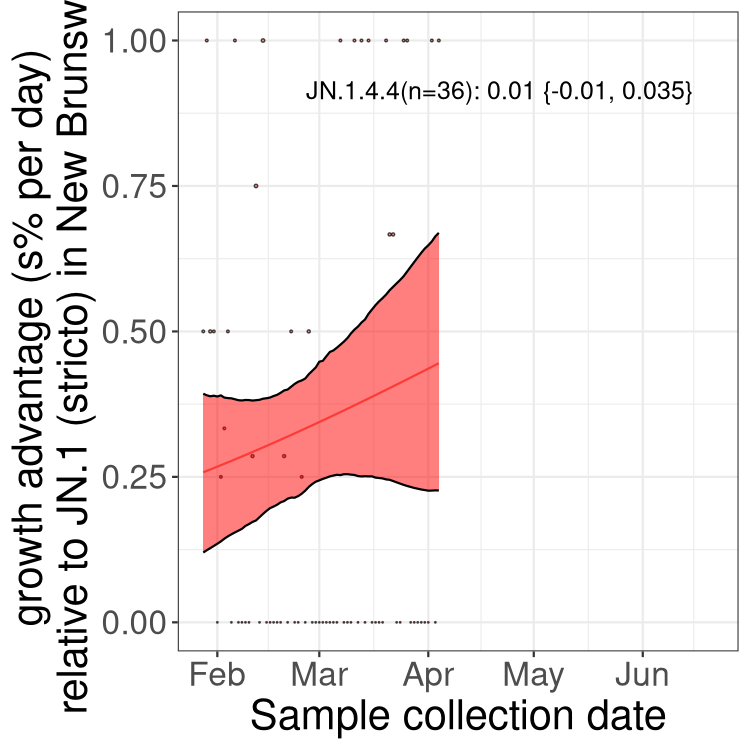 growth advantage (s% per day)
relative to JN.1 (stricto) in New Brunsw
1.00
0.75
0.50
0.25
0.00
JN.1.4.4(n=36): 0.01 {-0.01, 0.035}
Feb Mar Apr May Jun
Sample collection date